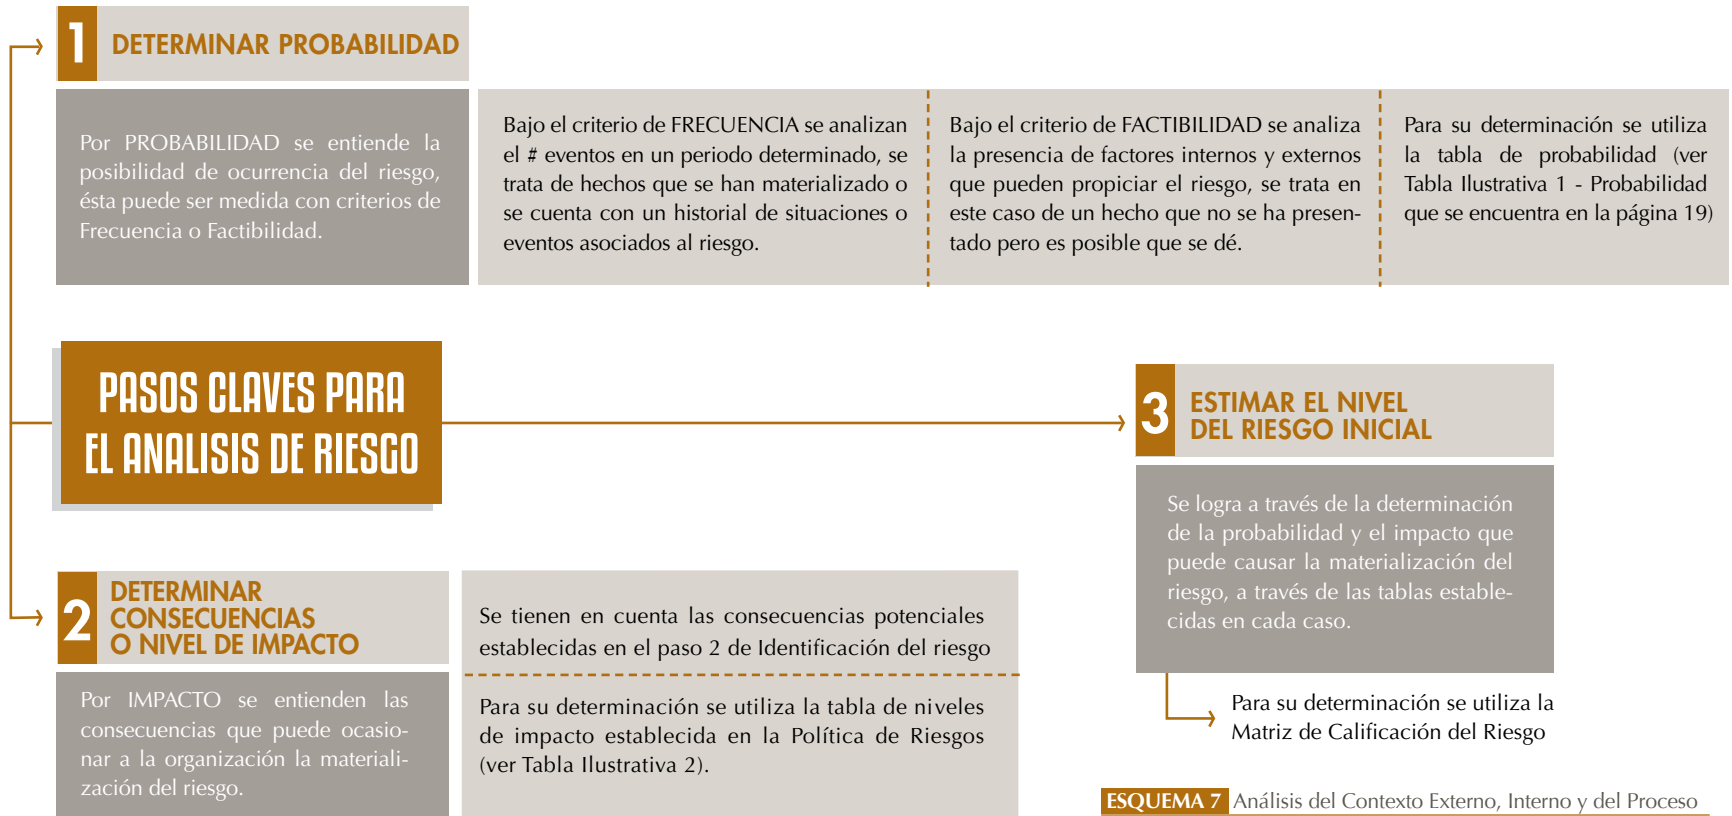 1 DETERMINAR PROBABILIDAD
Por PROBABILIDAD se entiende la
posibilidad de ocurrencia del riesgo,
ésta puede ser medida con criterios de
Frecuencia o Factibilidad.
Bajo el criterio de FRECUENCIA se analizan
el # eventos en un periodo determinado, se
trata de hechos que se han materializado o
se cuenta con un historial de situaciones o
eventos asociados al riesgo.
Bajo el criterio de FACTIBILIDAD se analiza
la presencia de factores internos y externos
que pueden propiciar el riesgo, se trata en
este caso de un hecho que no se ha presen-
tado pero es posible que se dé.
Para su determinación se utiliza
la tabla de probabilidad (ver
Tabla Ilustrativa 1 - Probabilidad
que se encuentra en la página 19)
PASOS CLAVES PARA
EL ANALISIS DE RIESGO
2 DETERMINAR
CONSECUENCIAS
O NIVEL DE IMPACTO
Por IMPACTO se entienden las
consecuencias que puede ocasio-
nar a la organización la materiali-
zación del riesgo.
Se tienen en cuenta las consecuencias potenciales
establecidas en el paso 2 de Identificación del riesgo
Para su determinación se utiliza la tabla de niveles
de impacto establecida en la Política de Riesgos
(ver Tabla Ilustrativa 2).
3 ESTIMAR EL NIVEL
DEL RIESGO INICIAL
Se logra a través de la determinación
de la probabilidad y el impacto que
puede causar la materialización del
riesgo, a través de las tablas estable-
cidas en cada caso.
Para su determinación se utiliza la
Matriz de Calificación del Riesgo
ESQUEMA 7 Análisis del Contexto Externo, Interno y del Proceso